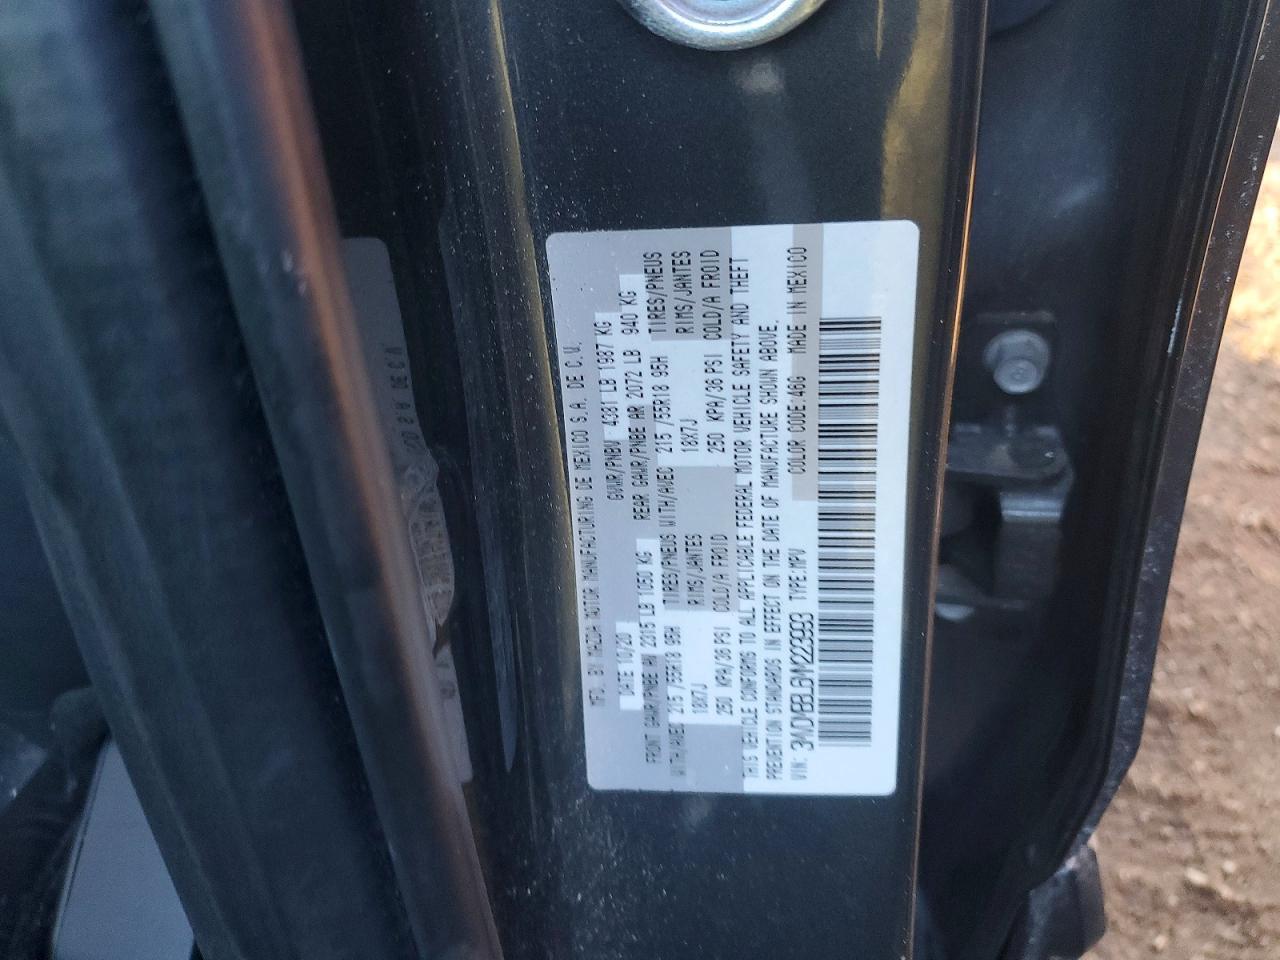 MFD. BY MAZDA MOTOR MANUFACTURING DE MEXICO S.A. DE C.V.
DATE 10/20 GVWR/PNBV 4381 LB 1987 KG
FRONT GAWR/PNBE AV 2315 LB 1050 KG REAR GAWR/PNBE AR 2072 LB 940 KG
WITH/AVEC 215 /55R18 95H TIRES/PNEUS WITH/AVEC 215 /55R18 95H TIRES/PNEUS
18X7J RIMS/JANTES 18X7J RIMS/JANTES
250 KPA/36 PSI COLD/A FROID 250 KPA/36 PSI COLD/A FROID
THIS VEHICLE CONFORMS TO ALL APPLICABLE FEDERAL MOTOR VEHICLE SAFETY AND THEFT
PREVENTION STANDARDS IN EFFECT ON THE DATE OF MANUFACTURE SHOWN ABOVE.
VIN: TYPE:MPV COLOR CODE:46G MADE IN MEXICO